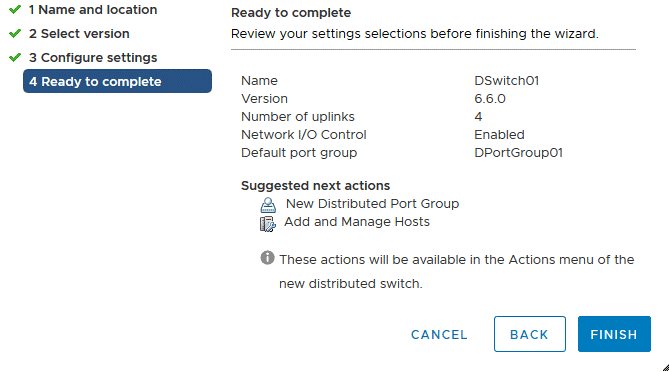 1 Name and location
2 Select version
3 Configure settings
4 Ready to complete
Ready to complete
Review your settings selections before finishing the wizard.
Name DSwitch01
Version 6.6.0
Number of uplinks 4
Network I/O Control Enabled
Default port group DPortGroup01
Suggested next actions
New Distributed Port Group
Add and Manage Hosts
These actions will be available in the Actions menu of the
new distributed switch.
CANCEL BACK FINISH